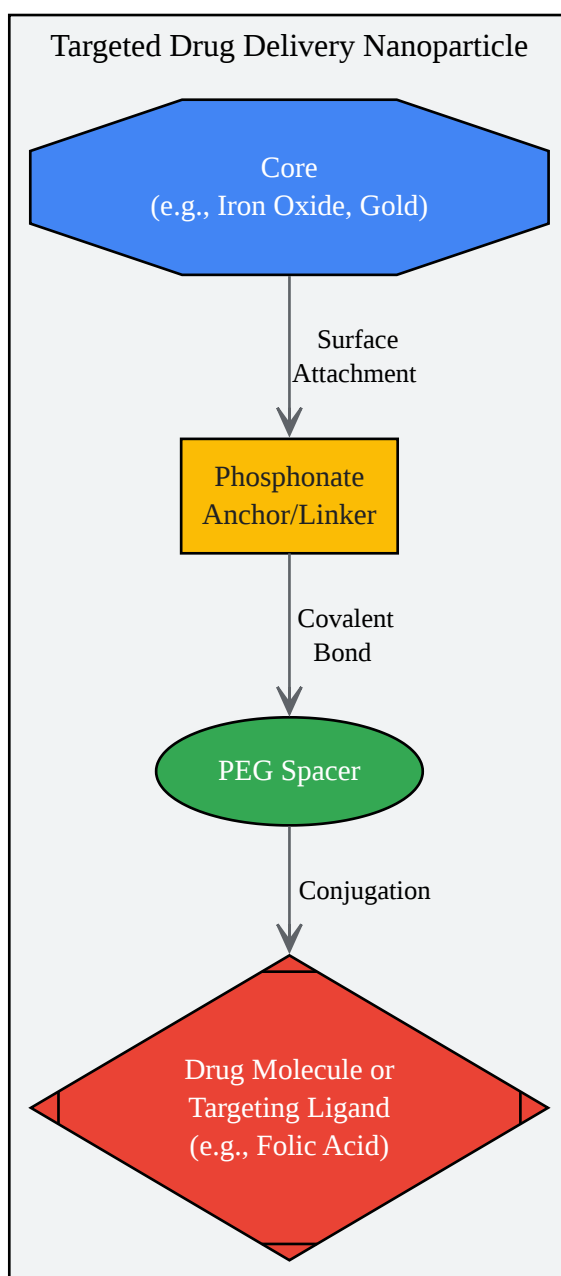 Targeted Drug Delivery Nanoparticle
Core
(e.g., Iron Oxide, Gold)
Surface
Attachment
Phosphonate
Anchor/Linker
Covalent
Bond
PEG Spacer
Conjugation
Drug Molecule or
Targeting Ligand
(e.g., Folic Acid)